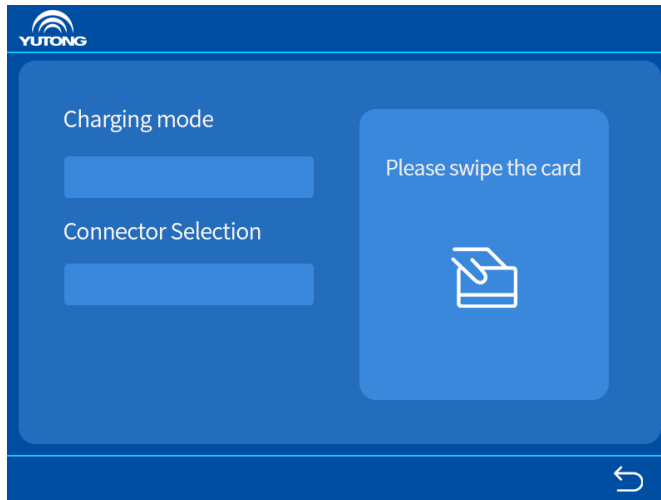 YUTONG
Charging mode
Please swipe the card
Connector Selection